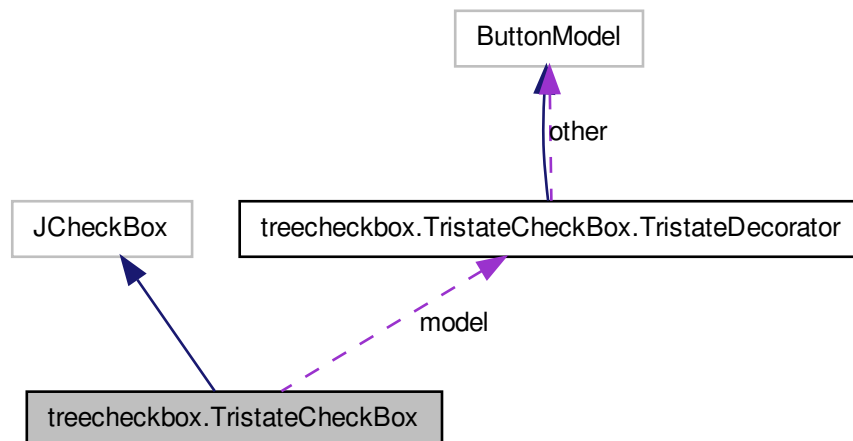 ButtonModel
other
JCheckBox
treecheckbox.TristateCheckBox.TristateDecorator
model
treecheckbox.TristateCheckBox